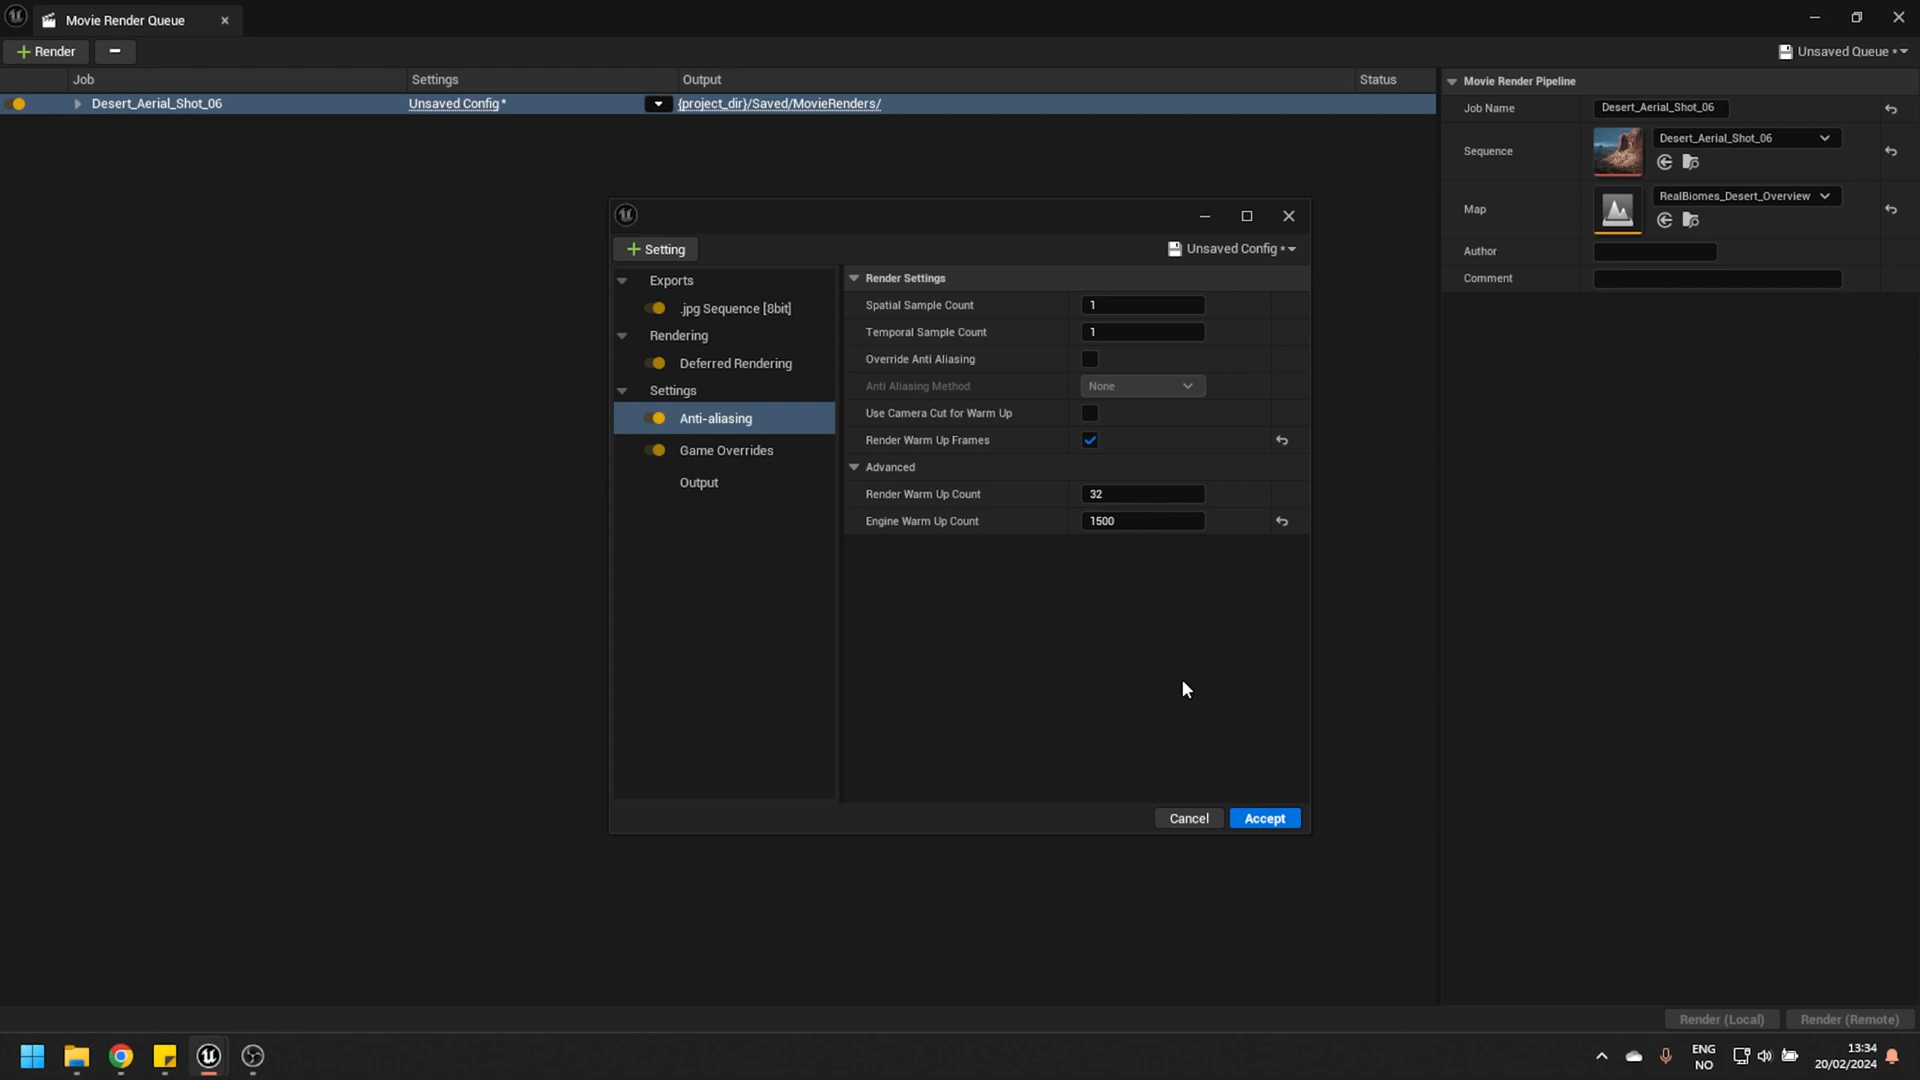 Movie Render Queue
Render
Unsaved Queue *
Job Settings Output Status
Desert_Aerial_Shot_06 Unsaved Config* {project_dir}/Saved/MovieRenders/
Movie Render Pipeline
Job Name Desert_Aerial_Shot_06
Sequence Desert_Aerial_Shot_06
Map RealBiomes_Desert_Overview
Author
Comment
Setting
Unsaved Config *
Exports
.jpg Sequence [8bit]
Rendering
Deferred Rendering
Settings
Anti-aliasing
Game Overrides
Output
Render Settings
Spatial Sample Count 1
Temporal Sample Count 1
Override Anti Aliasing
Anti Aliasing Method None
Use Camera Cut for Warm Up
Render Warm Up Frames
Advanced
Render Warm Up Count 32
Engine Warm Up Count 1500
Cancel Accept
Render (Local) Render (Remote)
ENG
NO
13:34
20/02/2024